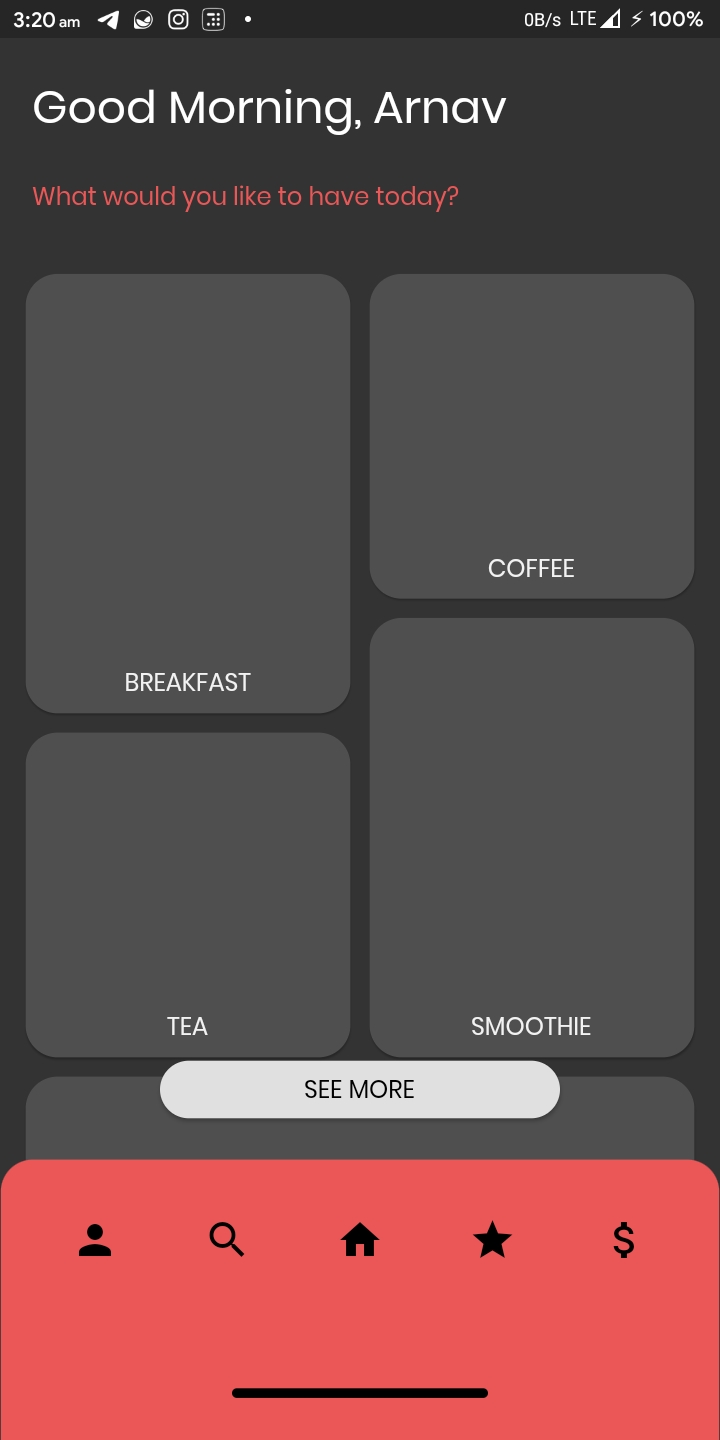 3:20 am 0B/s LTE 100%
Good Morning, Arnav
What would you like to have today?
COFFEE
BREAKFAST
TEA
SMOOTHIE
SEE MORE